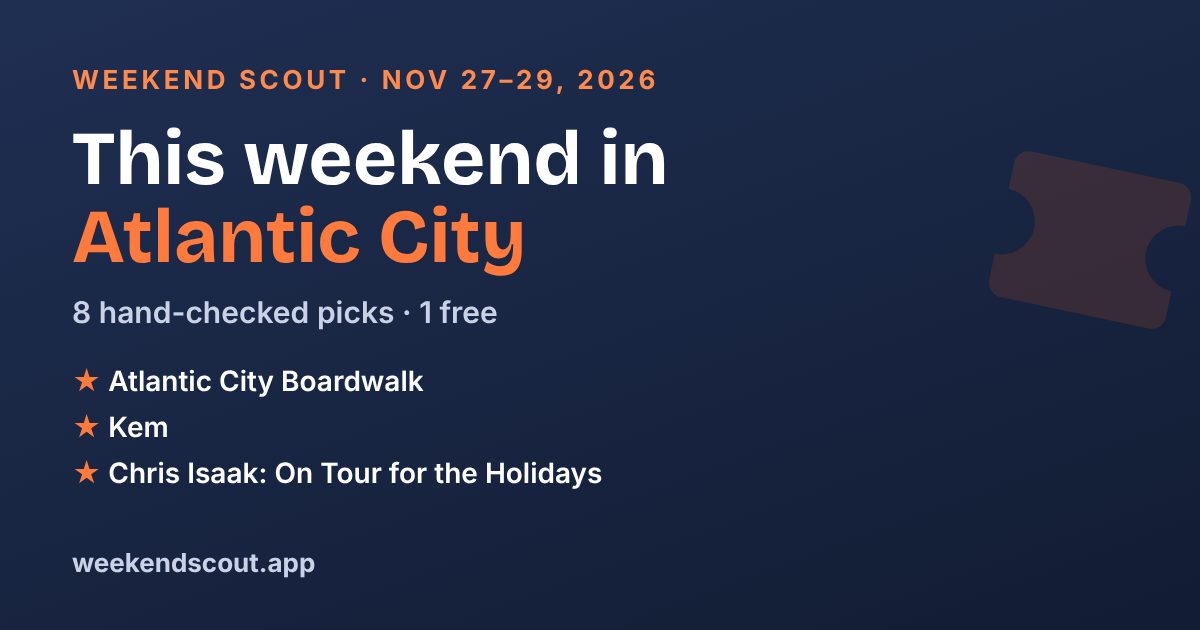 WEEKEND SCOUT · NOV 27–29, 2026
This weekend in
Atlantic City
8 hand-checked picks · 1 free
★ Atlantic City Boardwalk
★ Kem
★ Chris Isaak: On Tour for the Holidays
weekendscout.app